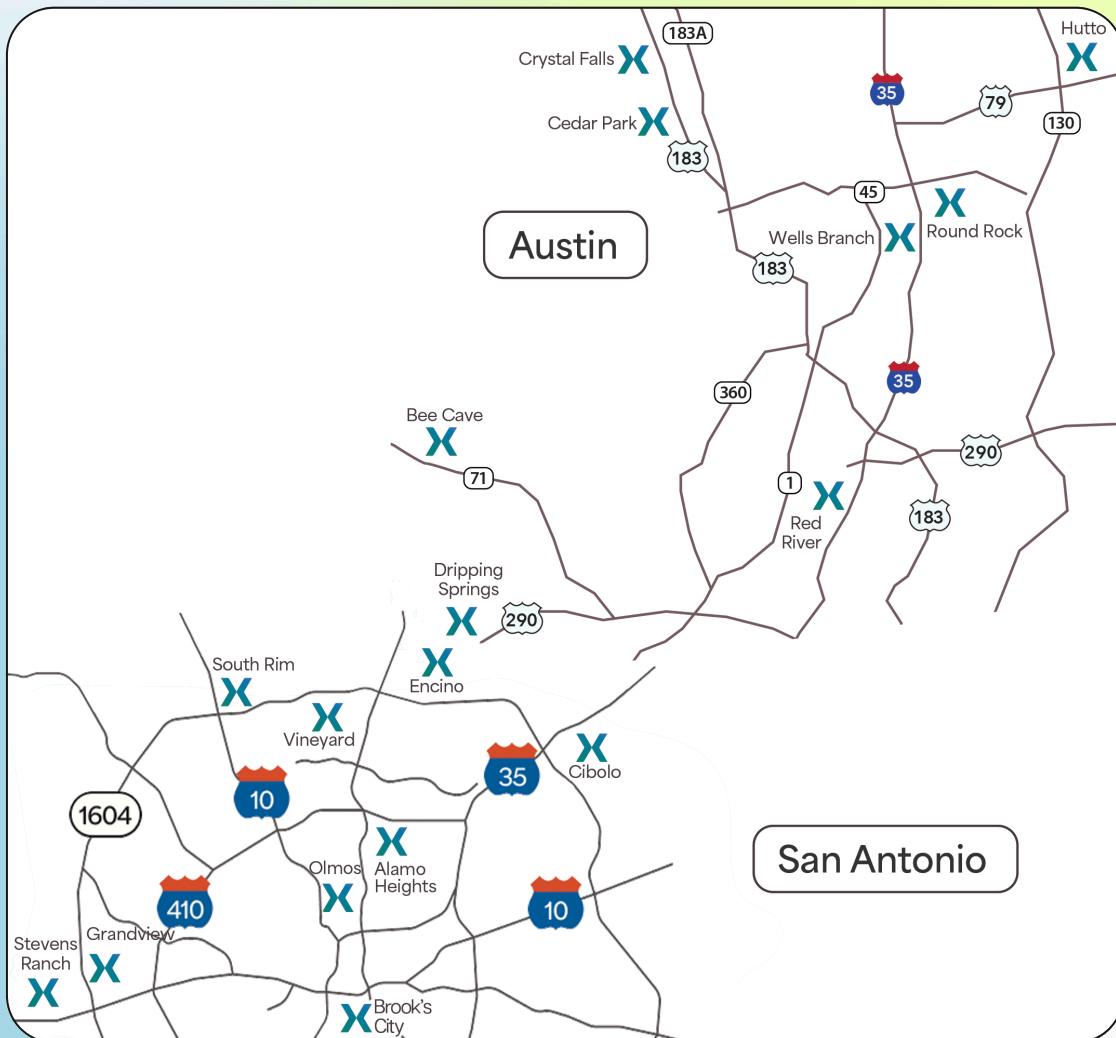 Hutto
183A
Crystal Falls
35
79
Cedar Park
130
183
45
Round Rock
Wells Branch
Austin
183
35
360
Bee Cave
290
71
1
Red
River
183
Dripping
Springs
290
South Rim
Encino
Vineyard
35
Cibolo
10
1604
San Antonio
Olmos
Alamo
Heights
410
10
Grandview
Stevens
Ranch
Brook's
City